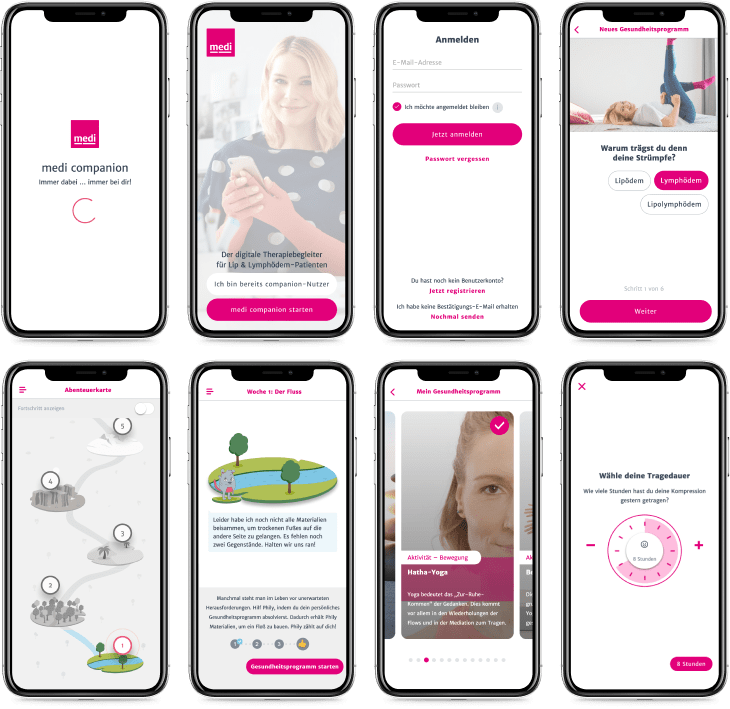 medi
medi companion
Immer dabei ... immer bei dir!
medi
Der digitale Therapiebegleiter
für Lip & Lymphödem-Patienten
Ich bin bereits companion-Nutzer
medi companion starten
Anmelden
E-Mail-Adresse
Passwort
Ich möchte angemeldet bleiben
i
Jetzt anmelden
Passwort vergessen
Du hast noch kein Benutzerkonto?
Jetzt registrieren
Ich habe keine Bestätigungs-E-Mail erhalten
Nochmal senden
Neues Gesundheitsprogramm
Warum trägst du denn
deine Strümpfe?
Lipödem
Lymphödem
Lipolymphödem
Schritt 1 von 6
Weiter
Abenteuerkarte
Fortschritt anzeigen
5
4
3
2
1
Woche 1: Der Fluss
Leider habe ich noch nicht alle Materialien
beisammen, um trockenen Fußes auf die
andere Seite zu gelangen. Es fehlen noch
zwei Gegenstände. Halten wir uns ran!
Manchmal steht man im Leben vor unerwarteten
Herausforderungen. Hilf Phily, indem du dein persönliches
Gesundheitsprogramm absolvierst. Dadurch erhält Phily
Materialien, um ein Floß zu bauen. Phily zählt auf dich!
1 2 3
Gesundheitsprogramm starten
Mein Gesundheitsprogramm
Aktivität – Bewegung
Hatha-Yoga
Yoga bedeutet das „Zur-Ruhe-
Kommen" der Gedanken. Dies kommt
vor allem in den Wiederholungen der
Flows und in der Mediation zum Tragen.
Wähle deine Tragedauer
Wie viele Stunden hast du deine Kompression
gestern getragen?
8 Stunden
8 Stunden